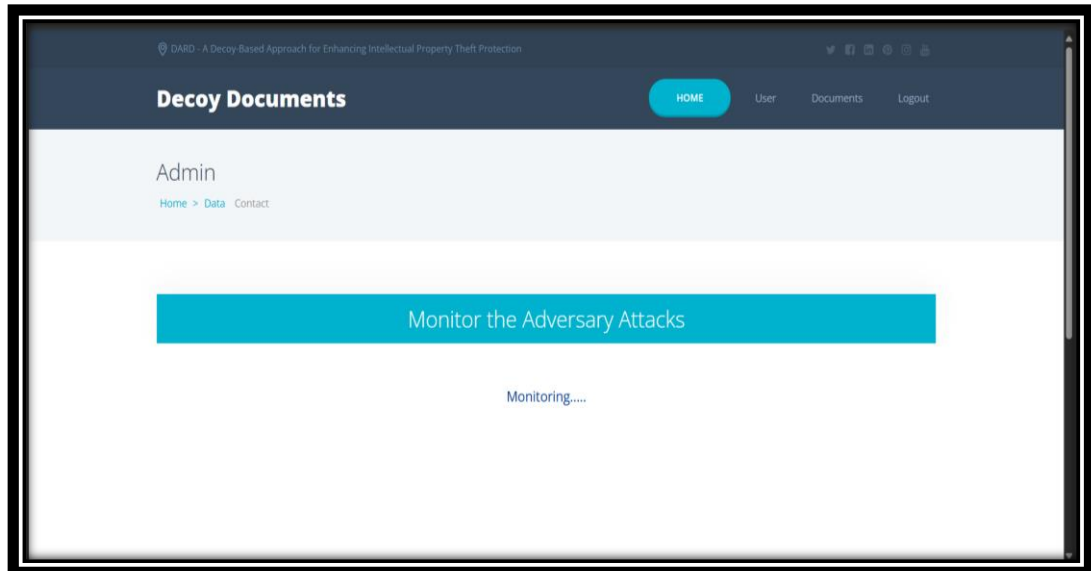 DARD - A Decoy-Based Approach for Enhancing Intellectual Property Theft Protection
Decoy Documents
HOME User Documents Logout
Admin
Home > Data Contact
Monitor the Adversary Attacks
Monitoring.....